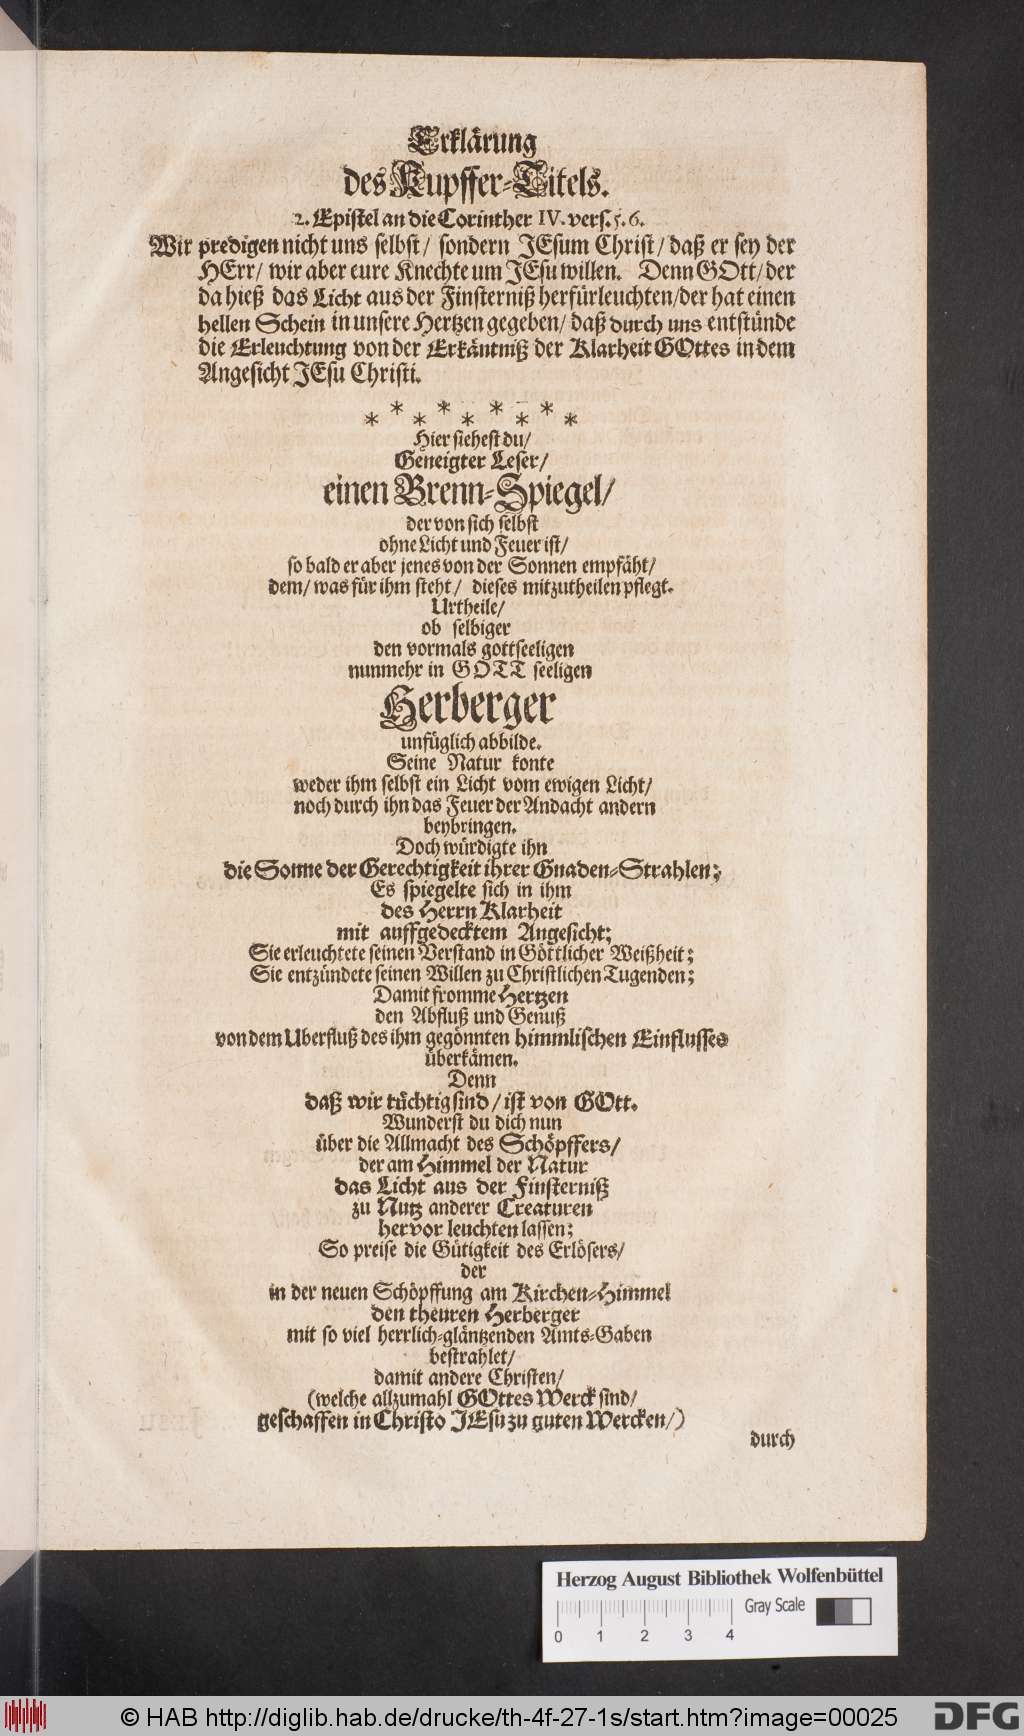 Erklärung
des Kupffer-Titels.
2. Epistel an die Corinther IV. vers. 5. 6.
Wir predigen nicht uns selbst/ sondern JEsum Christ/ daß er sey der
HErr/ wir aber eure Knechte um JEsu willen. Denn GOtt/ der
da hieß das Licht aus der Finsterniß herfürleuchten/ der hat einen
hellen Schein in unsere Hertzen gegeben/ daß durch uns entstünde
die Erleuchtung von der Erkäntniß der Klarheit GOttes in dem
Angesicht JEsu Christi.
* * * * * * * * *
Hier siehest du/
Geneigter Leser/
einen Brenn-Spiegel/
der von sich selbst
ohne Licht und Feuer ist/
so bald er aber jenes von der Sonnen empfäht/
dem/ was für ihm steht/ dieses mitzutheilen pflegt.
Urtheile/
ob selbiger
den vormals gottseeligen
nunmehr in GOTT seeligen
Herberger
unfüglich abbilde.
Seine Natur konte
weder ihm selbst ein Licht vom ewigen Licht/
noch durch ihn das Feuer der Andacht andern
beybringen.
Doch würdigte ihn
die Sonne der Gerechtigkeit ihrer Gnaden-Strahlen;
Es spiegelte sich in ihm
des Herrn Klarheit
mit auffgedecktem Angesicht;
Sie erleuchtete seinen Verstand in Göttlicher Weißheit;
Sie entzündete seinen Willen zu Christlichen Tugenden;
Damit fromme Hertzen
den Abfluß und Genuß
von dem Uberfluß des ihm gegönnten himmlischen Einflusses
überkämen.
Denn
daß wir tüchtig sind/ ist von GOtt.
Wunderst du dich nun
über die Allmacht des Schöpffers/
der am Himmel der Natur
das Licht aus der Finsterniß
zu Nutz anderer Creaturen
hervor leuchten lassen;
So preise die Gütigkeit des Erlösers/
der
in der neuen Schöpffung am Kirchen-Himmel
den theuren Herberger
mit so viel herrlich-gläntzenden Amts-Gaben
bestrahlet/
damit andere Christen/
(welche allzumahl GOttes Werck sind/
geschaffen in Christo JEsu zu guten Wercken/)
durch
Herzog August Bibliothek Wolfenbüttel
Gray Scale
0 1 2 3 4
© HAB http://diglib.hab.de/drucke/th-4f-27-1s/start.htm?image=00025
DFG